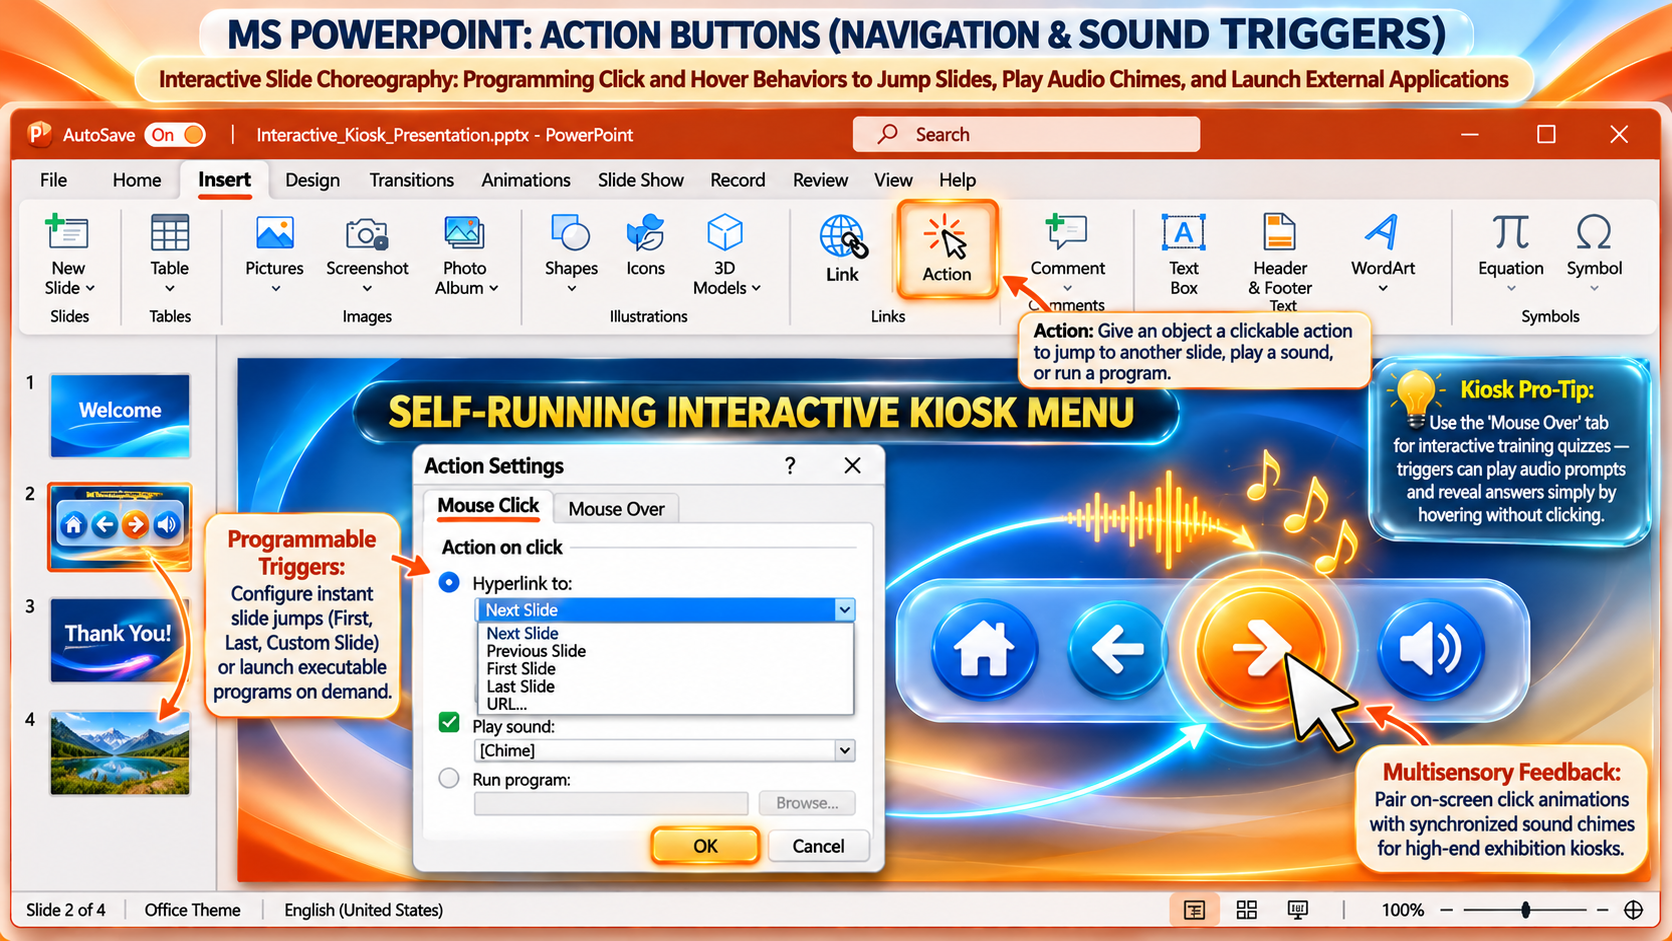 MS POWERPOINT: ACTION BUTTONS (NAVIGATION & SOUND TRIGGERS)
Interactive Slide Choreography: Programming Click and Hover Behaviors to Jump Slides, Play Audio Chimes, and Launch External Applications
P AutoSave On | Interactive_Kiosk_Presentation.pptx - PowerPoint
Search
File Home Insert Design Transitions Animations Slide Show Record Review View Help
New Slide
Slides
Table
Tables
Pictures
Screenshot
Photo Album
Images
Shapes
Icons
3D Models
Illustrations
Link
Action
Links
Comment
Comments
A
Text Box
Header & Footer
WordArt
Text
Equation
Symbol
Symbols
Action: Give an object a clickable action
to jump to another slide, play a sound,
or run a program.
1
Welcome
2
3
Thank You!
4
Programmable
Triggers:
Configure instant
slide jumps (First,
Last, Custom Slide)
or launch executable
programs on demand.
SELF-RUNNING INTERACTIVE KIOSK MENU
Action Settings ?
Mouse Click Mouse Over
Action on click
Hyperlink to:
Next Slide
Next Slide
Previous Slide
First Slide
Last Slide
URL...
Play sound:
[Chime]
Run program:
Browse...
OK Cancel
Kiosk Pro-Tip:
Use the 'Mouse Over' tab
for interactive training quizzes —
triggers can play audio prompts
and reveal answers simply by
hovering without clicking.
Multisensory Feedback:
Pair on-screen click animations
with synchronized sound chimes
for high-end exhibition kiosks.
Slide 2 of 4 Office Theme English (United States) 100%